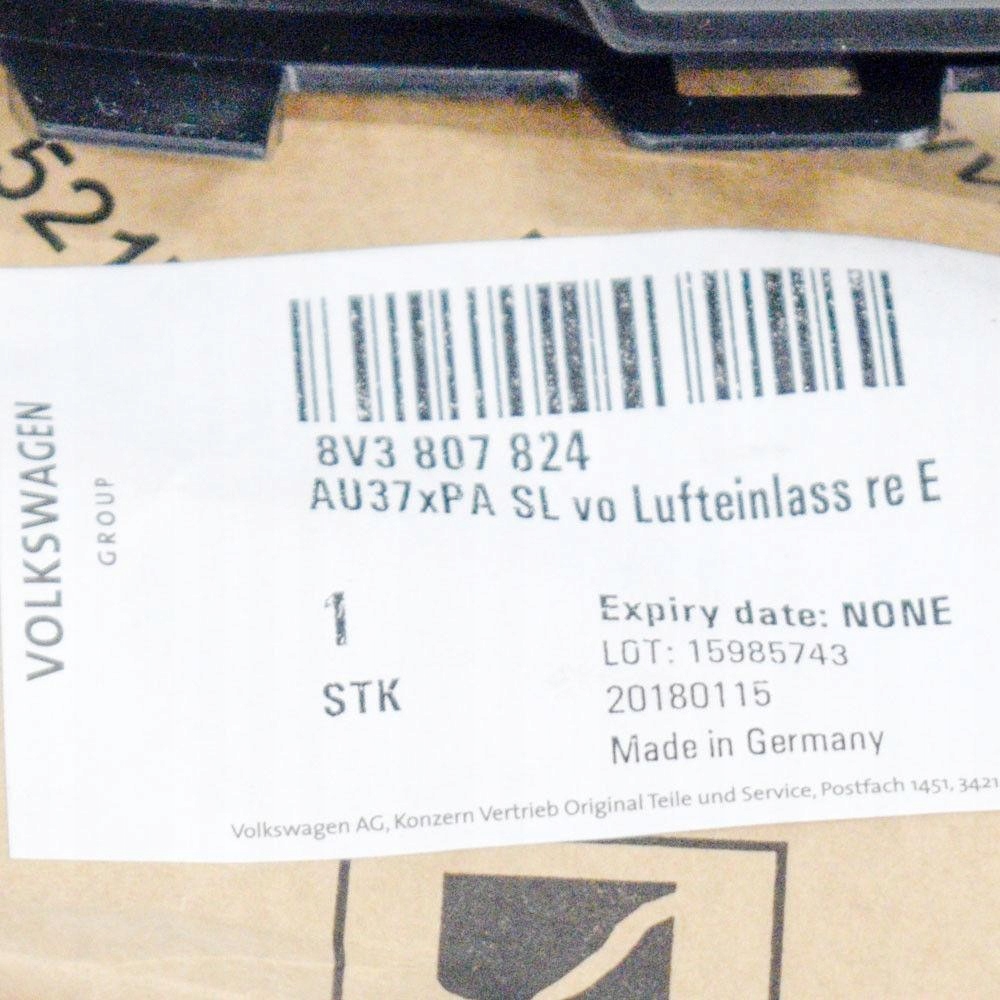 521
8V3 807 824
AU37xPA SL vo Lufteinlass re E
VOLKSWAGEN
GROUP
1
STK
Expiry date: NONE
LOT: 15985743
20180115
Made in Germany
Volkswagen AG, Konzern Vertrieb Original Teile und Service, Postfach 1451, 3421